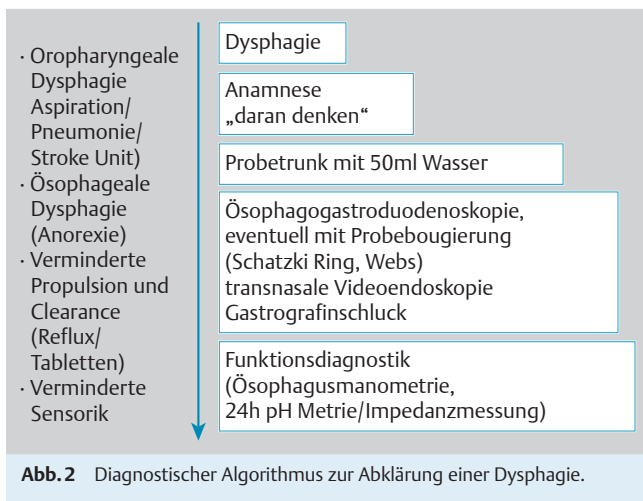 · Oropharyngeale
Dysphagie
Aspiration/
Pneumonie/
Stroke Unit)
· Ösophageale
Dysphagie
(Anorexie)
· Verminderte
Propulsion und
Clearance
(Reflux/
Tabletten)
· Verminderte
Sensorik
Dysphagie
Anamnese
„daran denken“
Probetrunk mit 50ml Wasser
Ösophagogastroduodenoskopie,
eventuell mit Probebougierung
(Schatzki Ring, Webs)
transnasale Videoendoskopie
Gastrografinschluck
Funktionsdiagnostik
(Ösophagusmanometrie,
24h pH Metrie/Impedanzmessung)
Abb. 2 Diagnostischer Algorithmus zur Abklärung einer Dysphagie.